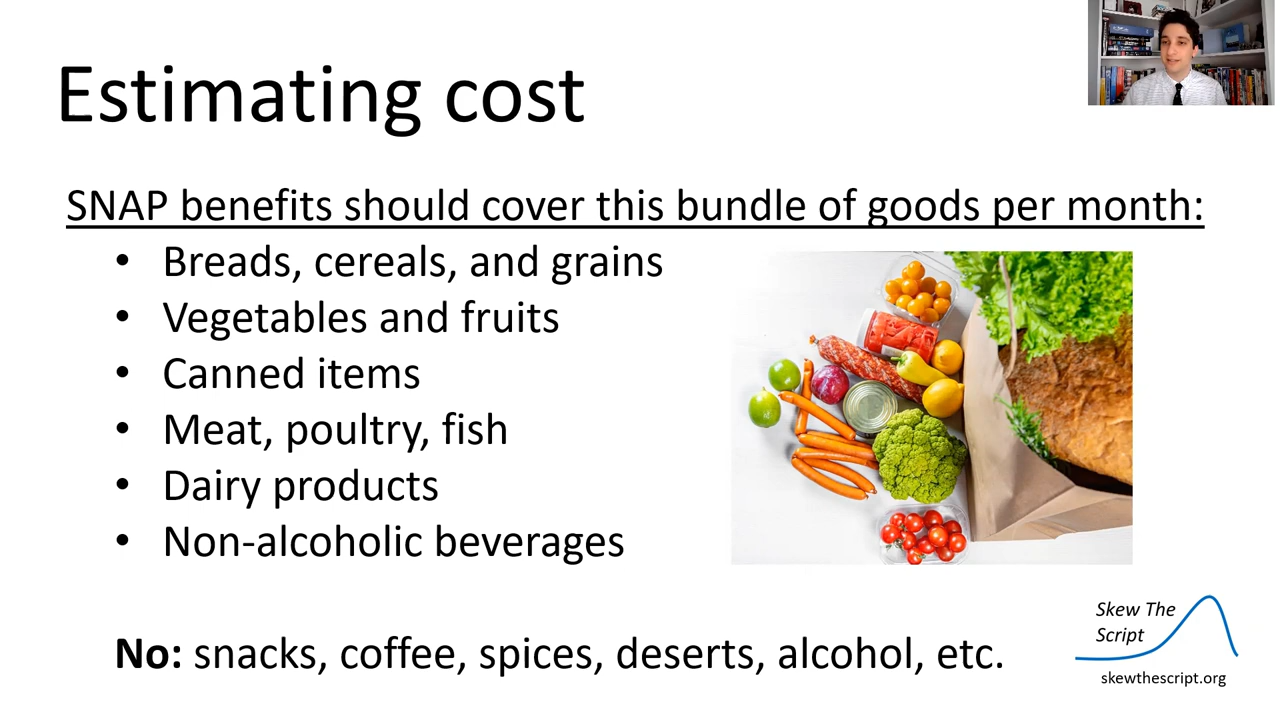 Estimating cost
SNAP benefits should cover this bundle of goods per month:
• Breads, cereals, and grains
• Vegetables and fruits
• Canned items
• Meat, poultry, fish
• Dairy products
• Non-alcoholic beverages
No: snacks, coffee, spices, deserts, alcohol, etc.
Skew The
Script
skewthescript.org